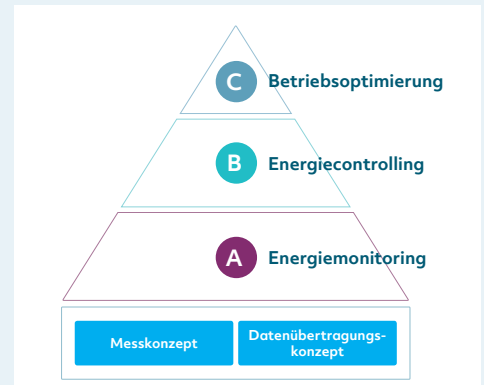 C Betriebsoptimierung
B Energiecontrolling
A Energiemonitoring
Messkonzept
Datenübertragungs-
konzept